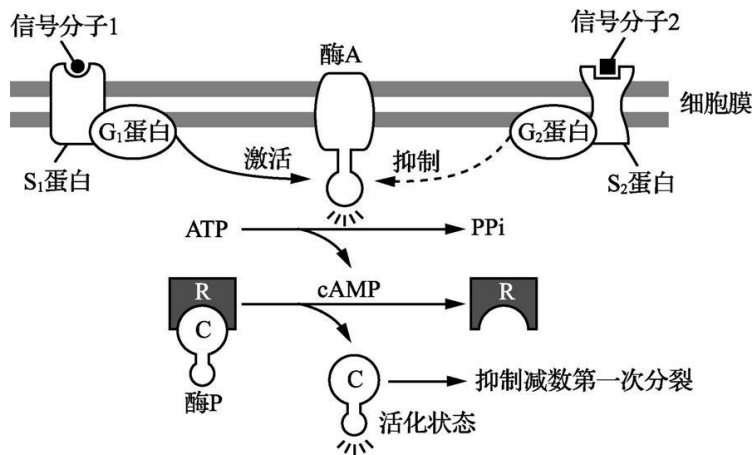 信号分子1
酶A
信号分子2
细胞膜
G₁蛋白
G₂蛋白
激活
抑制
S₁蛋白
S₂蛋白
ATP
PPi
R
cAMP
R
C
酶P
C
抑制减数第一次分裂
活化状态